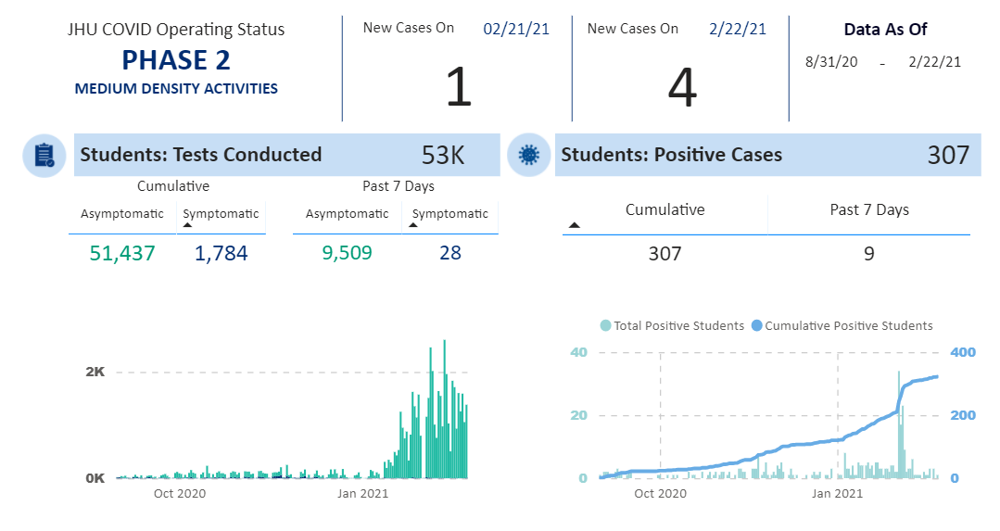 JHU COVID Operating Status
PHASE 2
MEDIUM DENSITY ACTIVITIES
New Cases On 02/21/21
1
New Cases On 2/22/21
4
Data As Of
8/31/20 - 2/22/21
Students: Tests Conducted 53K
Cumulative Past 7 Days
Asymptomatic Symptomatic Asymptomatic Symptomatic
51,437 1,784 9,509 28
Students: Positive Cases 307
Cumulative Past 7 Days
307 9
2K
0K
Oct 2020 Jan 2021
Total Positive Students Cumulative Positive Students
40 400
20 200
0 0
Oct 2020 Jan 2021